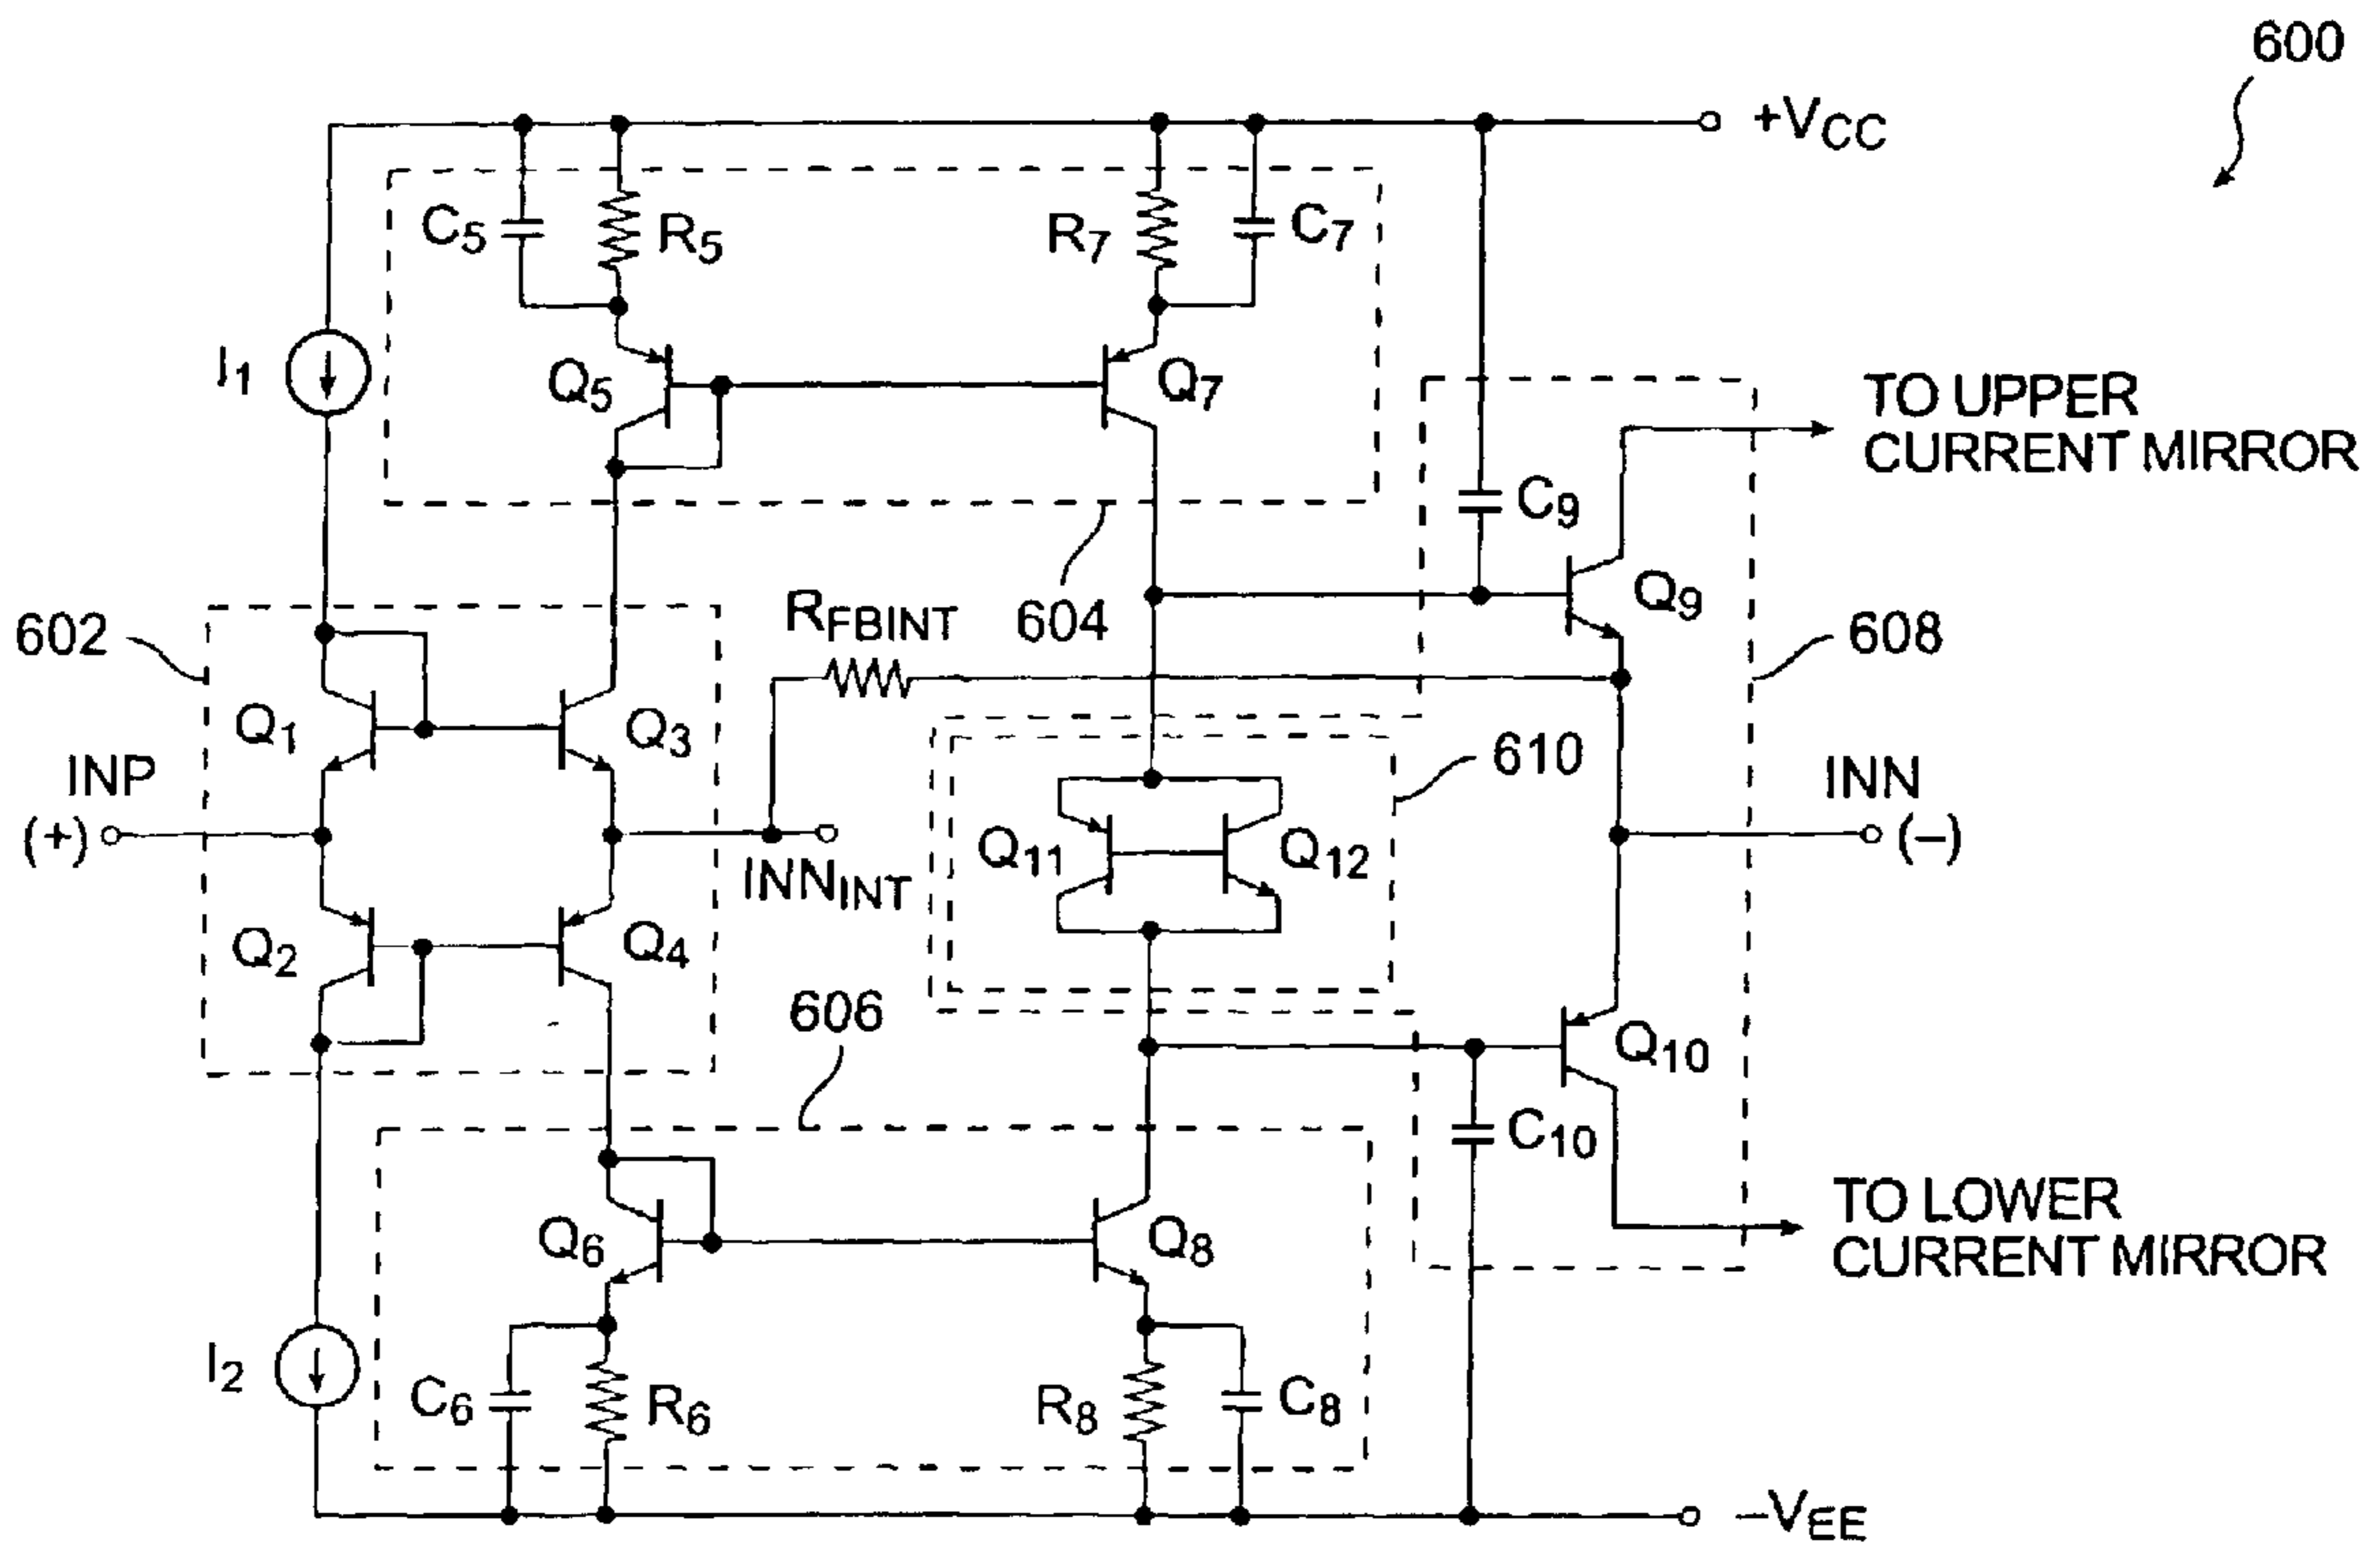 600
+VCC
C5
R5
R7
C7
I1
Q5
Q7
TO UPPER
CURRENT MIRROR
C9
Q9
602
RFBINT
604
608
Q1
Q3
610
INP
(+)
INN
(–)
Q11
Q12
INNINT
Q2
Q4
606
Q10
C10
TO LOWER
CURRENT MIRROR
Q6
Q8
I2
C6
R6
R8
C8
–VEE